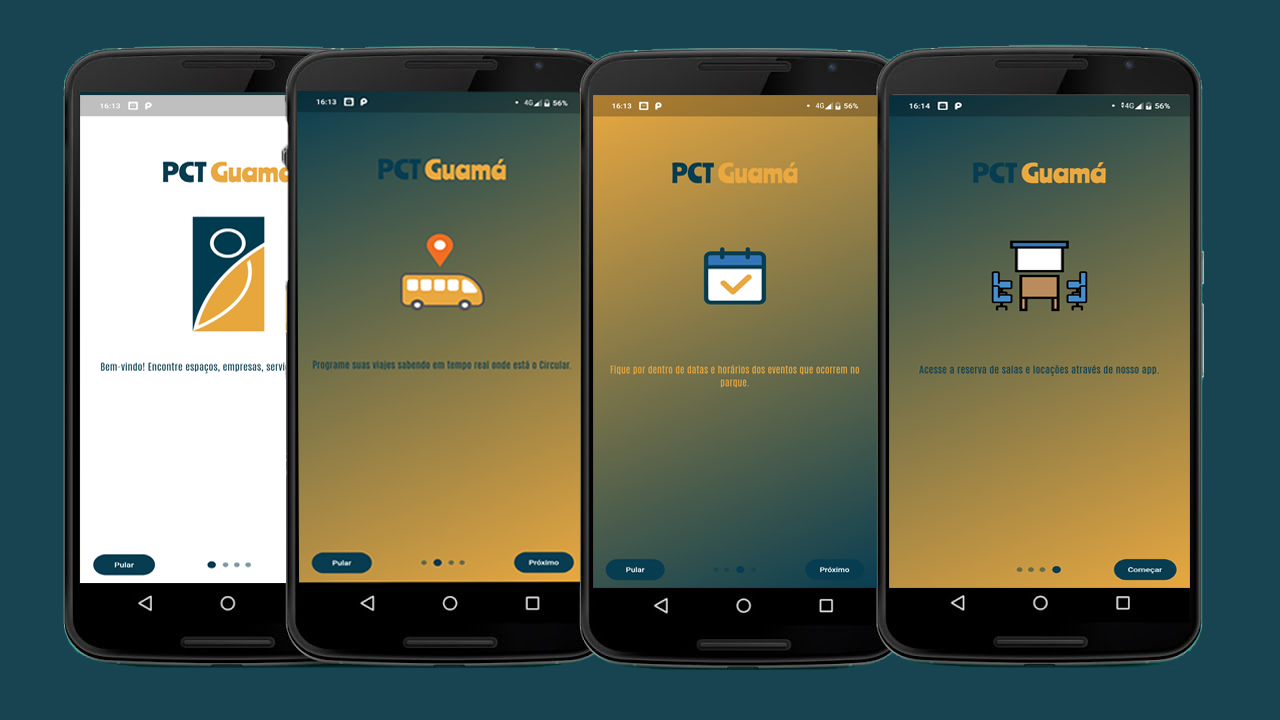 16:13
PCT Guamá
Bem-vindo! Encontre espaços, empresas,
Pular
16:13
4G 56%
PCT Guamá
Programe suas viajes sabendo em tempo real onde está o Circular.
Pular
Próximo
16:13
4G 56%
PCT Guamá
Fique por dentro de datas e horários dos eventos que ocorrem no
parque.
Pular
Próximo
16:14
4G 56%
PCT Guamá
Acesse a reserva de salas e locações através de nosso app.
Começar